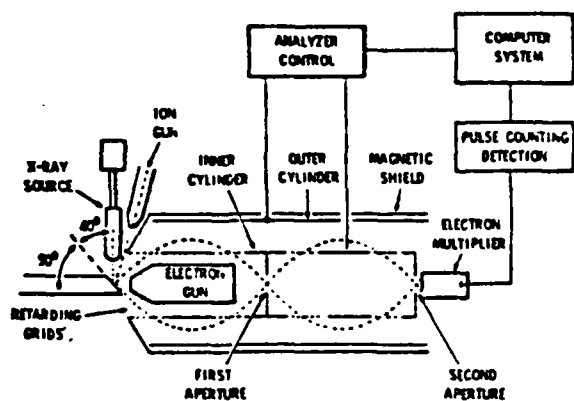 ANALYZER
CONTROL
COMPUTER
SYSTEM
PULSE COUNTING
DETECTION
ION
GUN
X-RAY
SOURCE
INNER
CYLINDER
OUTER
CYLINDER
MAGNETIC
SHIELD
ELECTRON
MULTIPLIER
40°
90°
ELECTRON
GUN
RETARDING
GRIDS
FIRST
APERTURE
SECOND
APERTURE